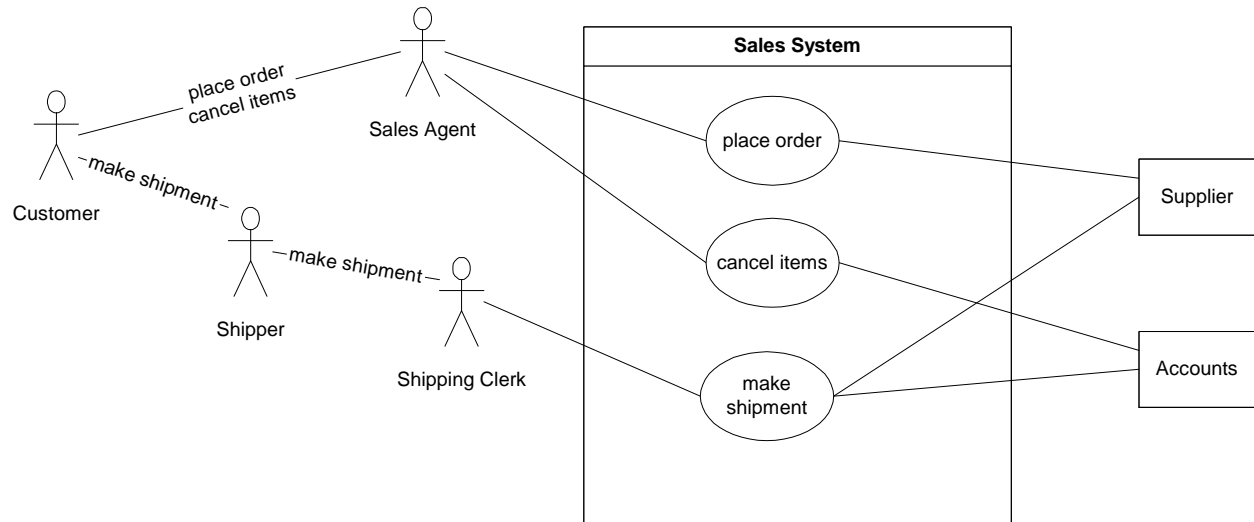 Sales System
place order
cancel items
Sales Agent
place order
Customer
make shipment
Supplier
make shipment
cancel items
Shipper
Shipping Clerk
make
shipment
Accounts